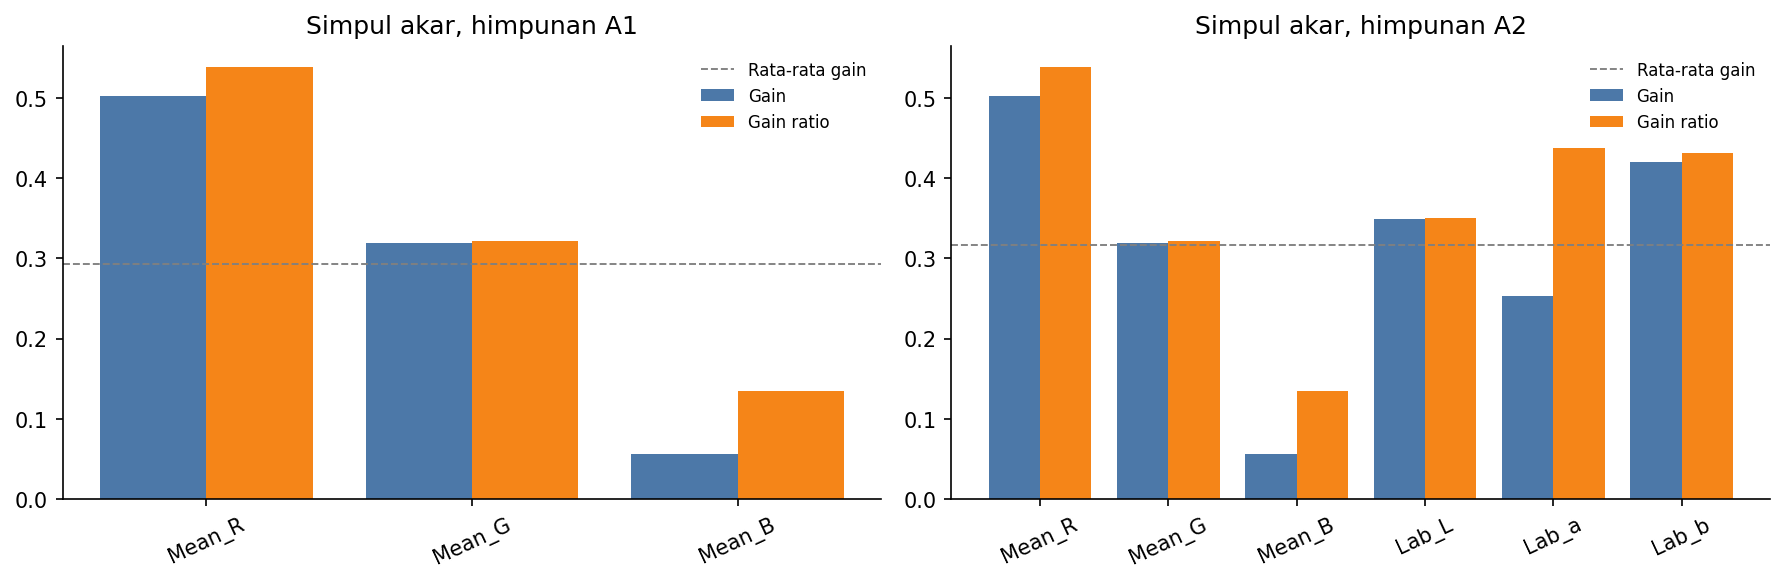 Simpul akar, himpunan A1
Rata-rata gain
Gain
Gain ratio
0.5
0.4
0.3
0.2
0.1
0.0
Mean_R
Mean_G
Mean_B
Simpul akar, himpunan A2
Rata-rata gain
Gain
Gain ratio
0.5
0.4
0.3
0.2
0.1
0.0
Mean_R
Mean_G
Mean_B
Lab_L
Lab_a
Lab_b